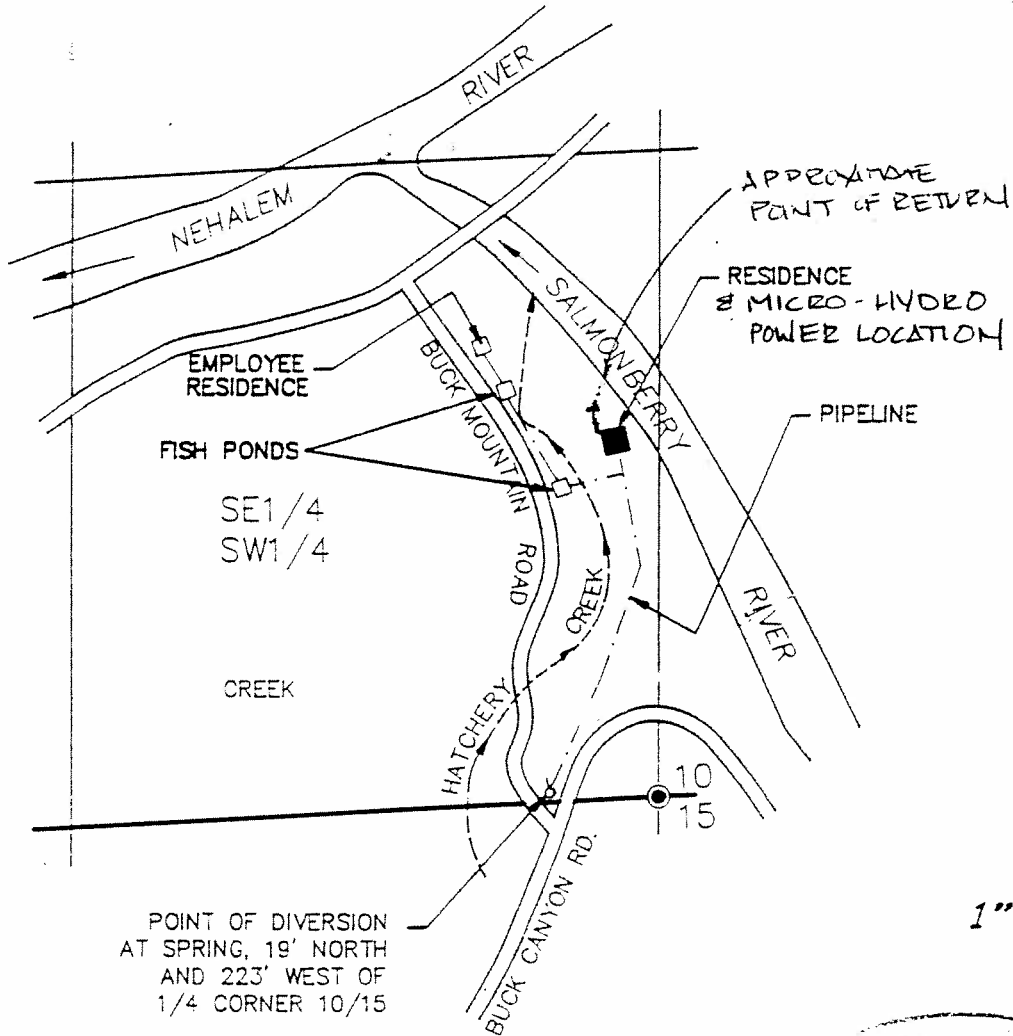 RIVER
NEHALEM
APPROXIMATE
POINT OF RETURN
RESIDENCE
& MICRO-HYDRO
POWER LOCATION
SALMONBERRY
EMPLOYEE
RESIDENCE
BUCK MOUNTAIN ROAD
PIPELINE
FISH PONDS
SE1/4
SW1/4
CREEK
RIVER
CREEK
HATCHERY
10
15
BUCK CANYON RD.
POINT OF DIVERSION
AT SPRING, 19' NORTH
AND 223' WEST OF
1/4 CORNER 10/15
1"